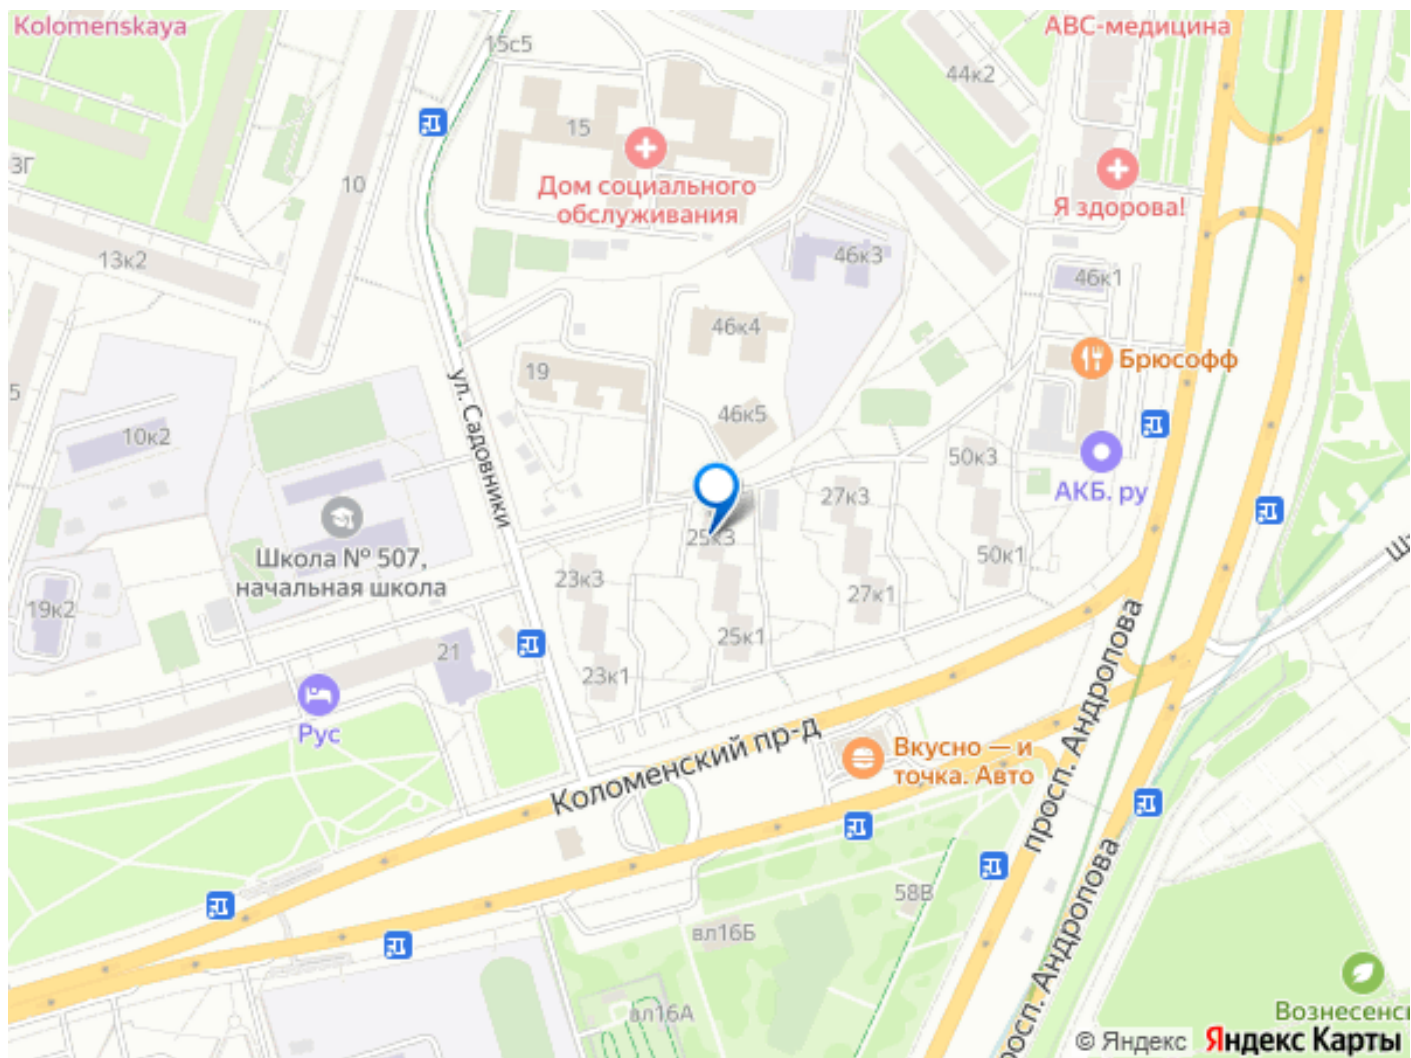 Kolomenskaya
АВС-медицина
15с5
44к2
15
3Г
10
Дом социального
обслуживания
Я здорова!
13к2
46к3
46к1
46к4
Брюсофф
19
5
ул. Садовники
46к5
10к2
50к3
27к3
АКБ. ру
25к3
Школа № 507,
начальная школа
23к3
50к1
19к2
27к1
25к1
21
23к1
Рус
просп. Андропова
Коломенский пр-д
Вкусно — и
точка. Авто
просп. Андропова
58В
вл16Б
вл16А
Вознесенс
© Яндекс Яндекс Карты